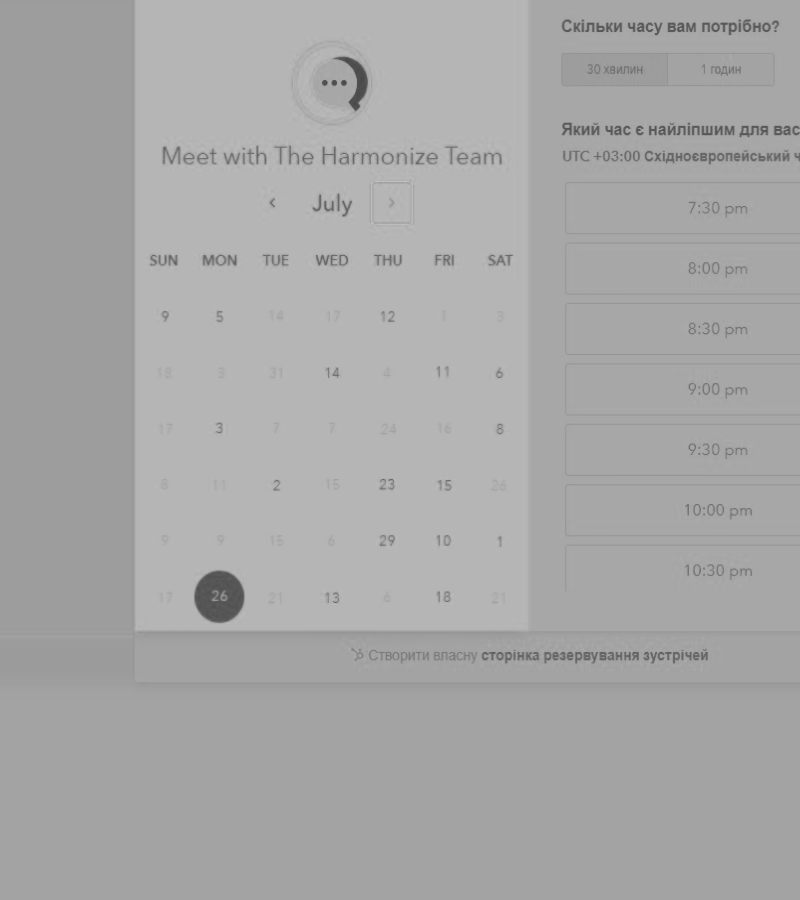 Meet with The Harmonize Team
‹ July ›
SUN MON TUE WED THU FRI SAT
9 5 14 17 12 1 3
18 3 31 14 4 11 6
17 3 7 7 24 16 8
8 11 2 15 23 15 26
9 9 15 6 29 10 1
17 26 21 13 6 18 21
Скільки часу вам потрібно?
30 хвилин 1 годин
Який час є найліпшим для вас
UTC +03:00 Східноєвропейський ч
7:30 pm
8:00 pm
8:30 pm
9:00 pm
9:30 pm
10:00 pm
10:30 pm
Створити власну сторінка резервування зустрічей